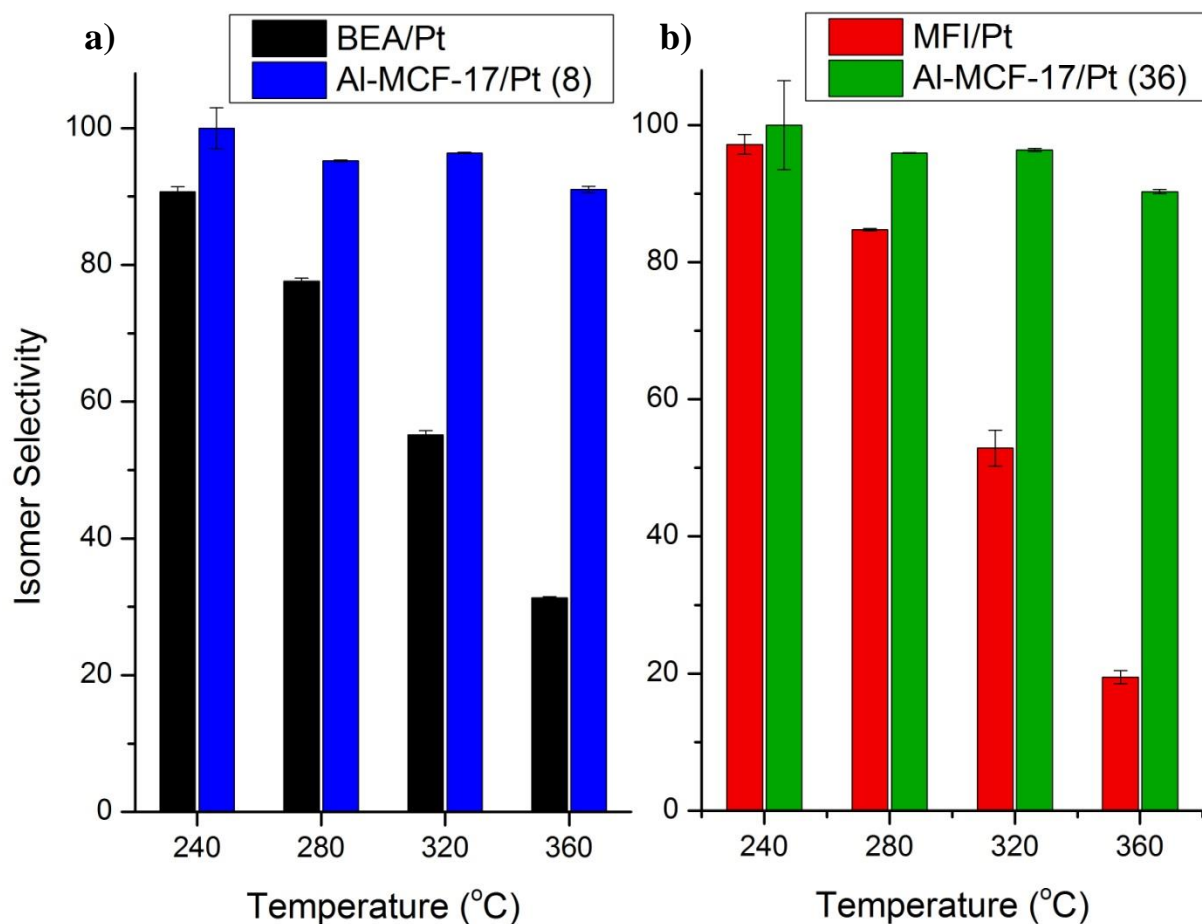 a)
BEA/Pt
Al-MCF-17/Pt (8)
100
80
60
40
20
0
Isomer Selectivity
240 280 320 360
Temperature (°C)
b)
MFI/Pt
Al-MCF-17/Pt (36)
100
80
60
40
20
0
240 280 320 360
Temperature (°C)